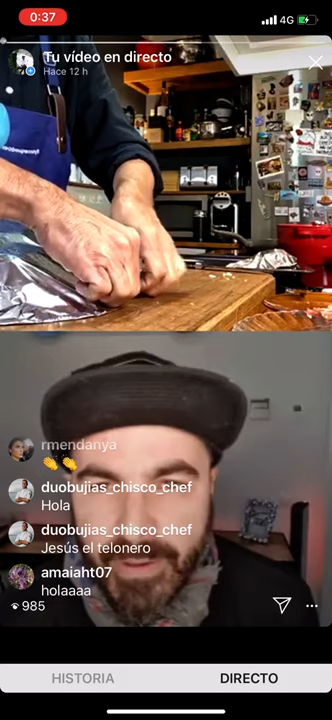 0:37
4G
Tu vídeo en directo
Hace 12 h
rmendanya
👏👏
duobujias_chisco_chef
Hola
duobujias_chisco_chef
Jesús el telonero
amaiaht07
holaaaa
985
HISTORIA
DIRECTO